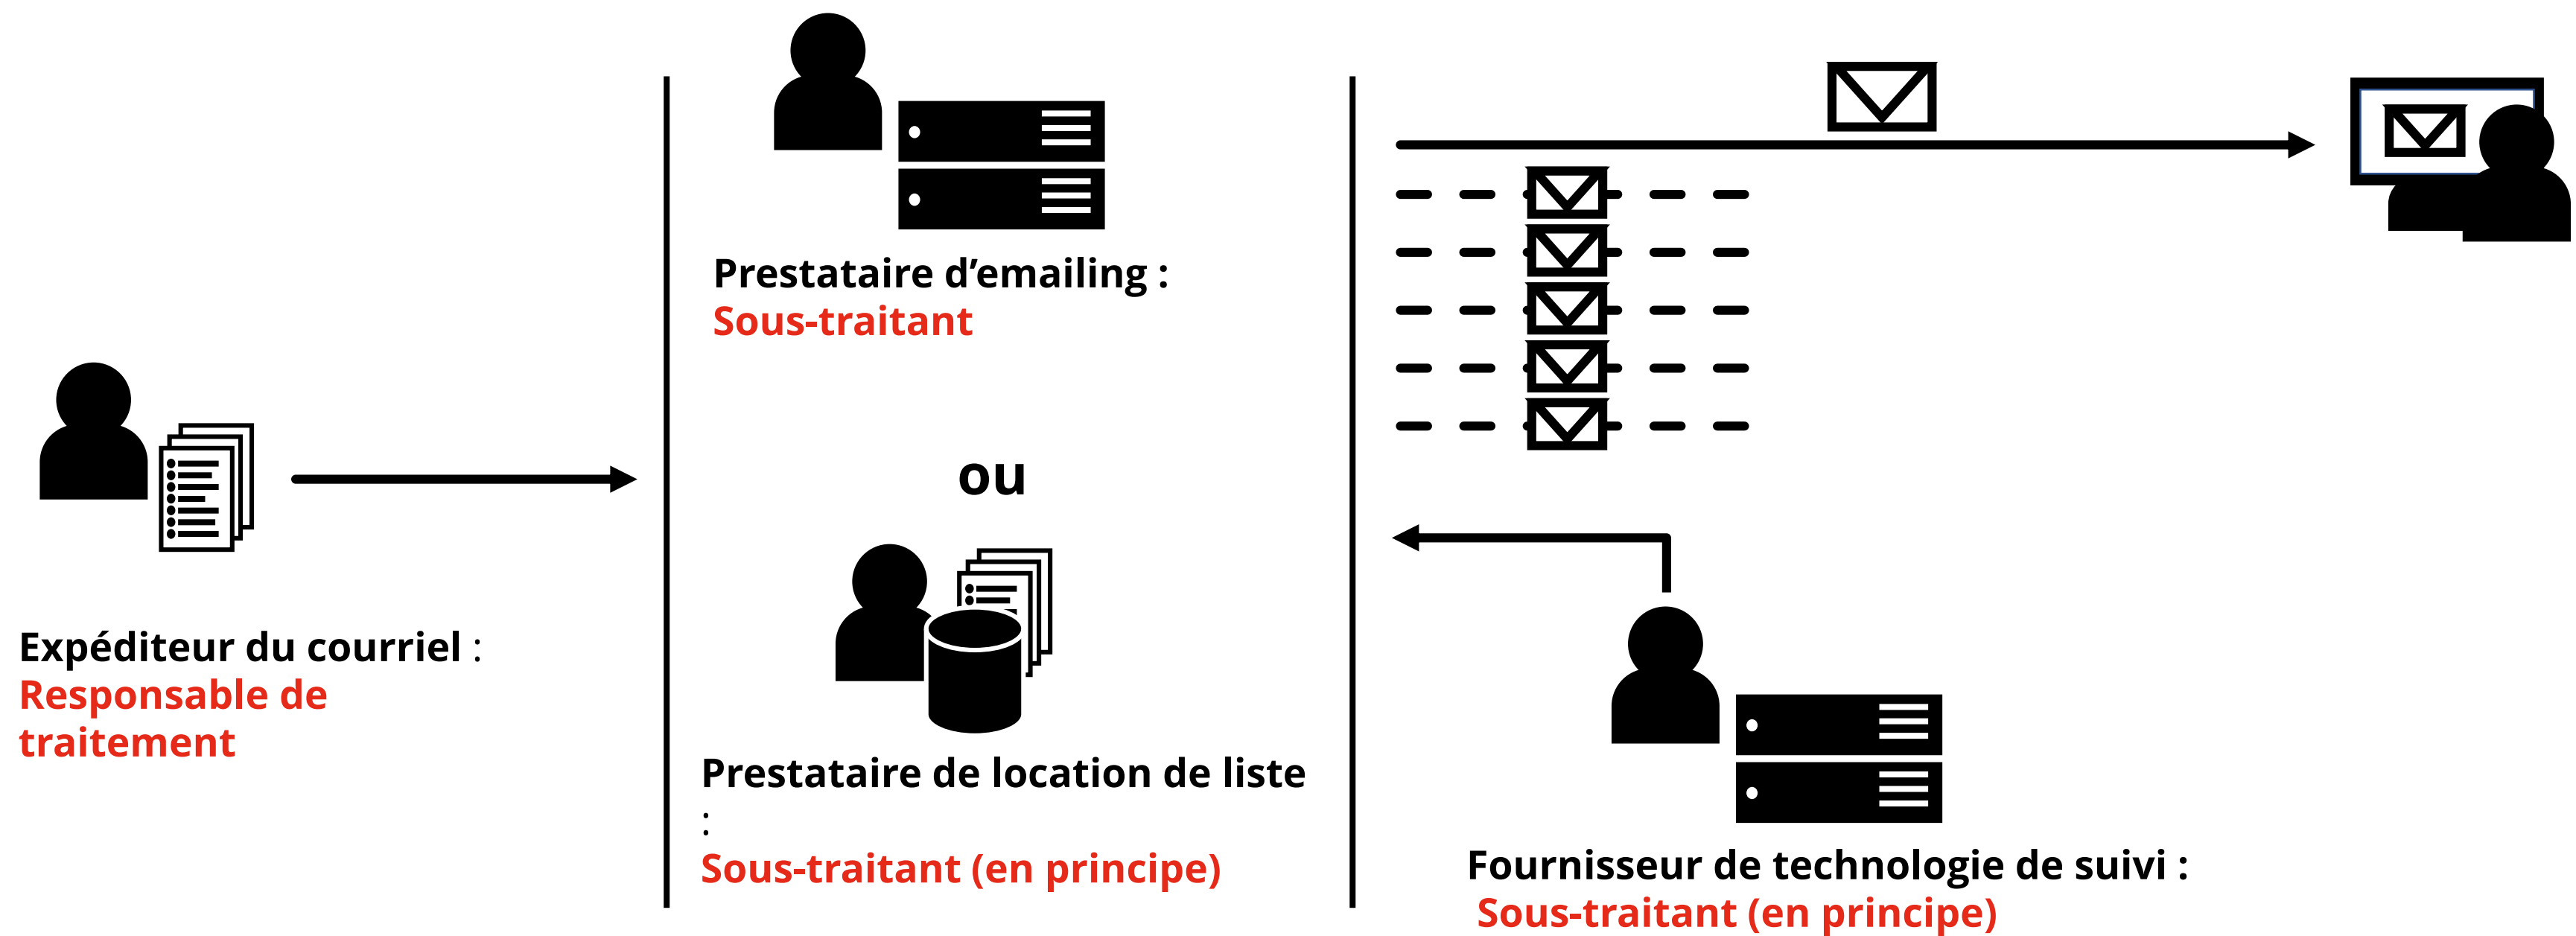 Expéditeur du courriel :
Responsable de
traitement
Prestataire d’emailing :
Sous-traitant
ou
Prestataire de location de liste
:
Sous-traitant (en principe)
Fournisseur de technologie de suivi :
Sous-traitant (en principe)